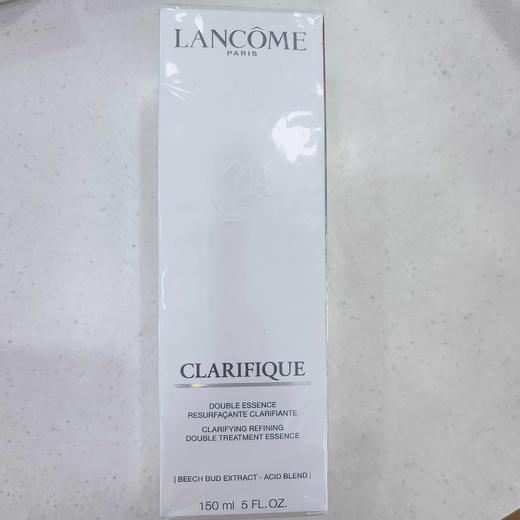 LANCÔME
PARIS
CLARIFIQUE
DOUBLE ESSENCE
RESURFAÇANTE CLARIFIANTE
CLARIFYING REFINING
DOUBLE TREATMENT ESSENCE
| BEECH BUD EXTRACT - ACID BLEND |
150 ml 5 FL.OZ.